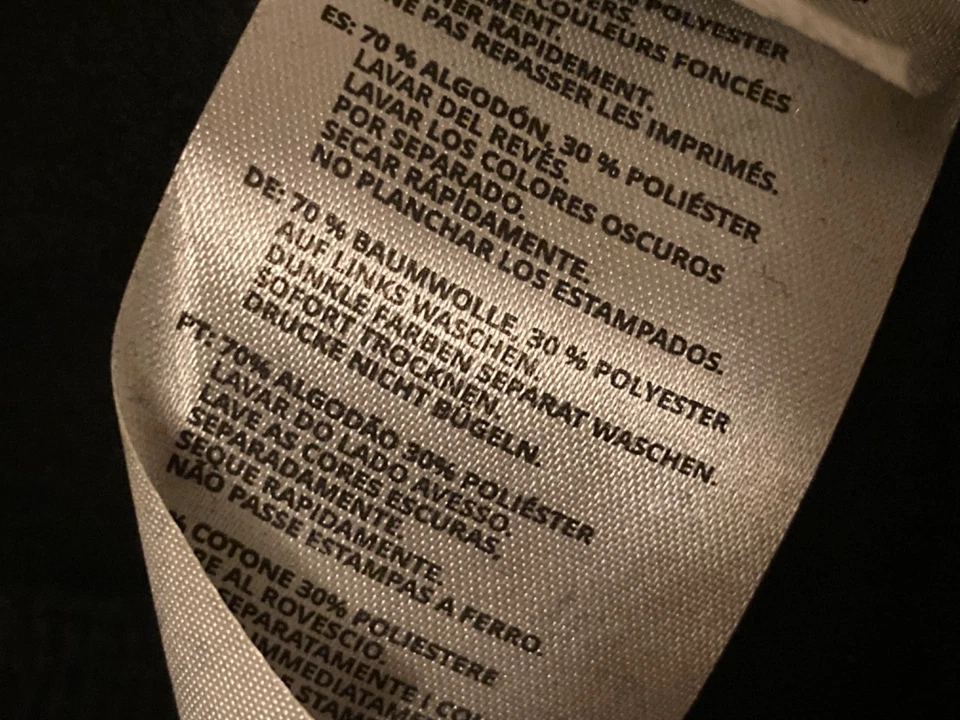 POLYESTER
COULEURS FONCÉES
RAPIDEMENT.
NE PAS REPASSER LES IMPRIMÉS.
ES: 70 % ALGODÓN, 30 % POLIÉSTER
LAVAR DEL REVÉS.
LAVAR LOS COLORES OSCUROS
POR SEPARADO.
SECAR RÁPIDAMENTE.
NO PLANCHAR LOS ESTAMPADOS.
DE: 70 % BAUMWOLLE, 30 % POLYESTER
AUF LINKS WASCHEN.
DUNKLE FARBEN SEPARAT WASCHEN.
SOFORT TROCKNEN.
DRUCKE NICHT BÜGELN.
PT: 70% ALGODÃO 30% POLIÉSTER
LAVAR DO LADO AVESSO.
LAVE AS CORES ESCURAS,
SEPARADAMENTE.
SEQUE RAPIDAMENTE.
NÃO PASSE ESTAMPAS A FERRO.
% COTONE 30% POLIESTERE
AL ROVESCIO.
SEPARATAMENTE I